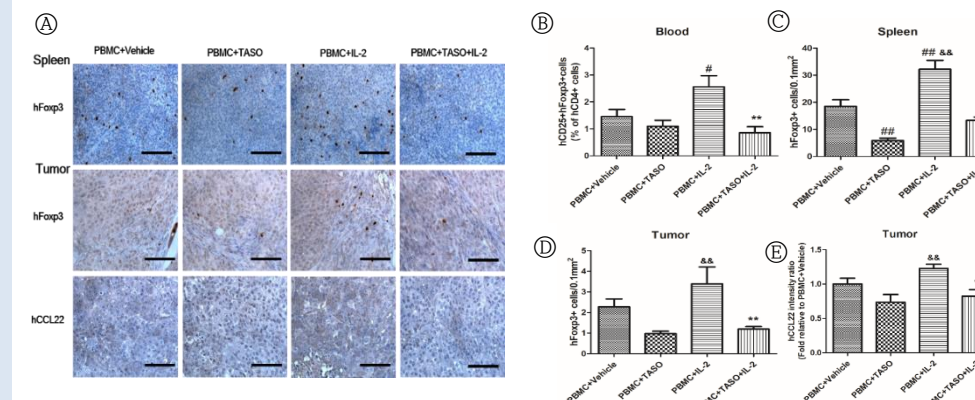 A
PBMC+Vehicle PBMC+TASO PBMC+IL-2 PBMC+TASO+IL-2
Spleen
hFoxp3
Tumor
hFoxp3
hCCL22
B
Blood
hCD25+hFoxp3+cells
(% of hCD4+ cells)
4
3
2
1
0
#
**
PBMC+Vehicle
PBMC+TASO
PBMC+IL-2
PBMC+TASO+IL-2
C
Spleen
hFoxp3+ cells/0.1mm²
40
30
20
10
0
##
## &&
PBMC+Vehicle
PBMC+TASO
PBMC+IL-2
D
Tumor
hFoxp3+ cells/0.1mm²
5
4
3
2
1
0
&&
**
PBMC+Vehicle
PBMC+TASO
PBMC+IL-2
PBMC+TASO+IL-2
E
Tumor
hCCL22 intensity ratio
(Fold relative to PBMC+Vehicle)
1.5
1.0
0.5
0.0
&&
PBMC+Vehicle
PBMC+TASO
PBMC+IL-2